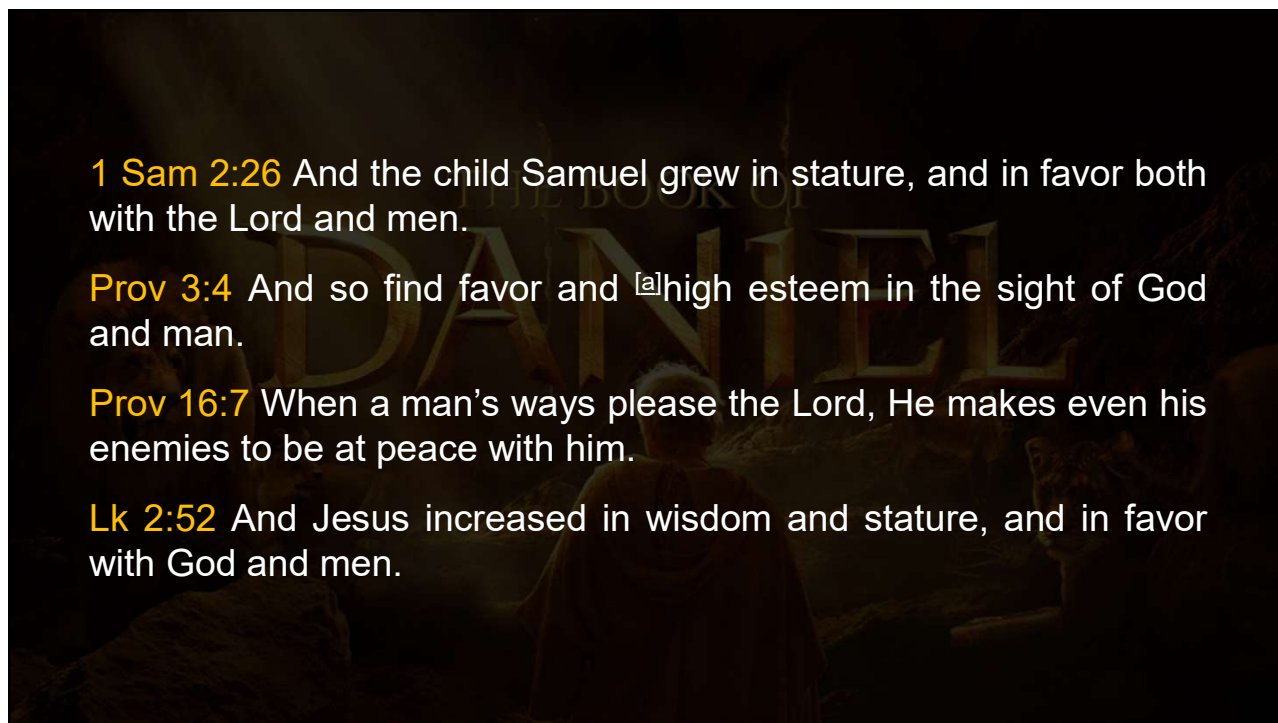 THE BOOK OF
DANIEL
1 Sam 2:26 And the child Samuel grew in stature, and in favor both
with the Lord and men.
Prov 3:4 And so find favor and [a]high esteem in the sight of God
and man.
Prov 16:7 When a man’s ways please the Lord, He makes even his
enemies to be at peace with him.
Lk 2:52 And Jesus increased in wisdom and stature, and in favor
with God and men.